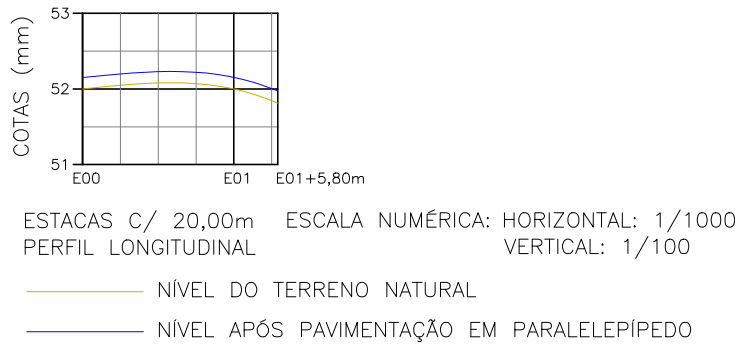 53
52
51
COTAS (mm)
E00 E01 E01+5,80m
ESTACAS C/ 20,00m ESCALA NUMÉRICA: HORIZONTAL: 1/1000
PERFIL LONGITUDINAL VERTICAL: 1/100
NÍVEL DO TERRENO NATURAL
NÍVEL APÓS PAVIMENTAÇÃO EM PARALELEPÍPEDO